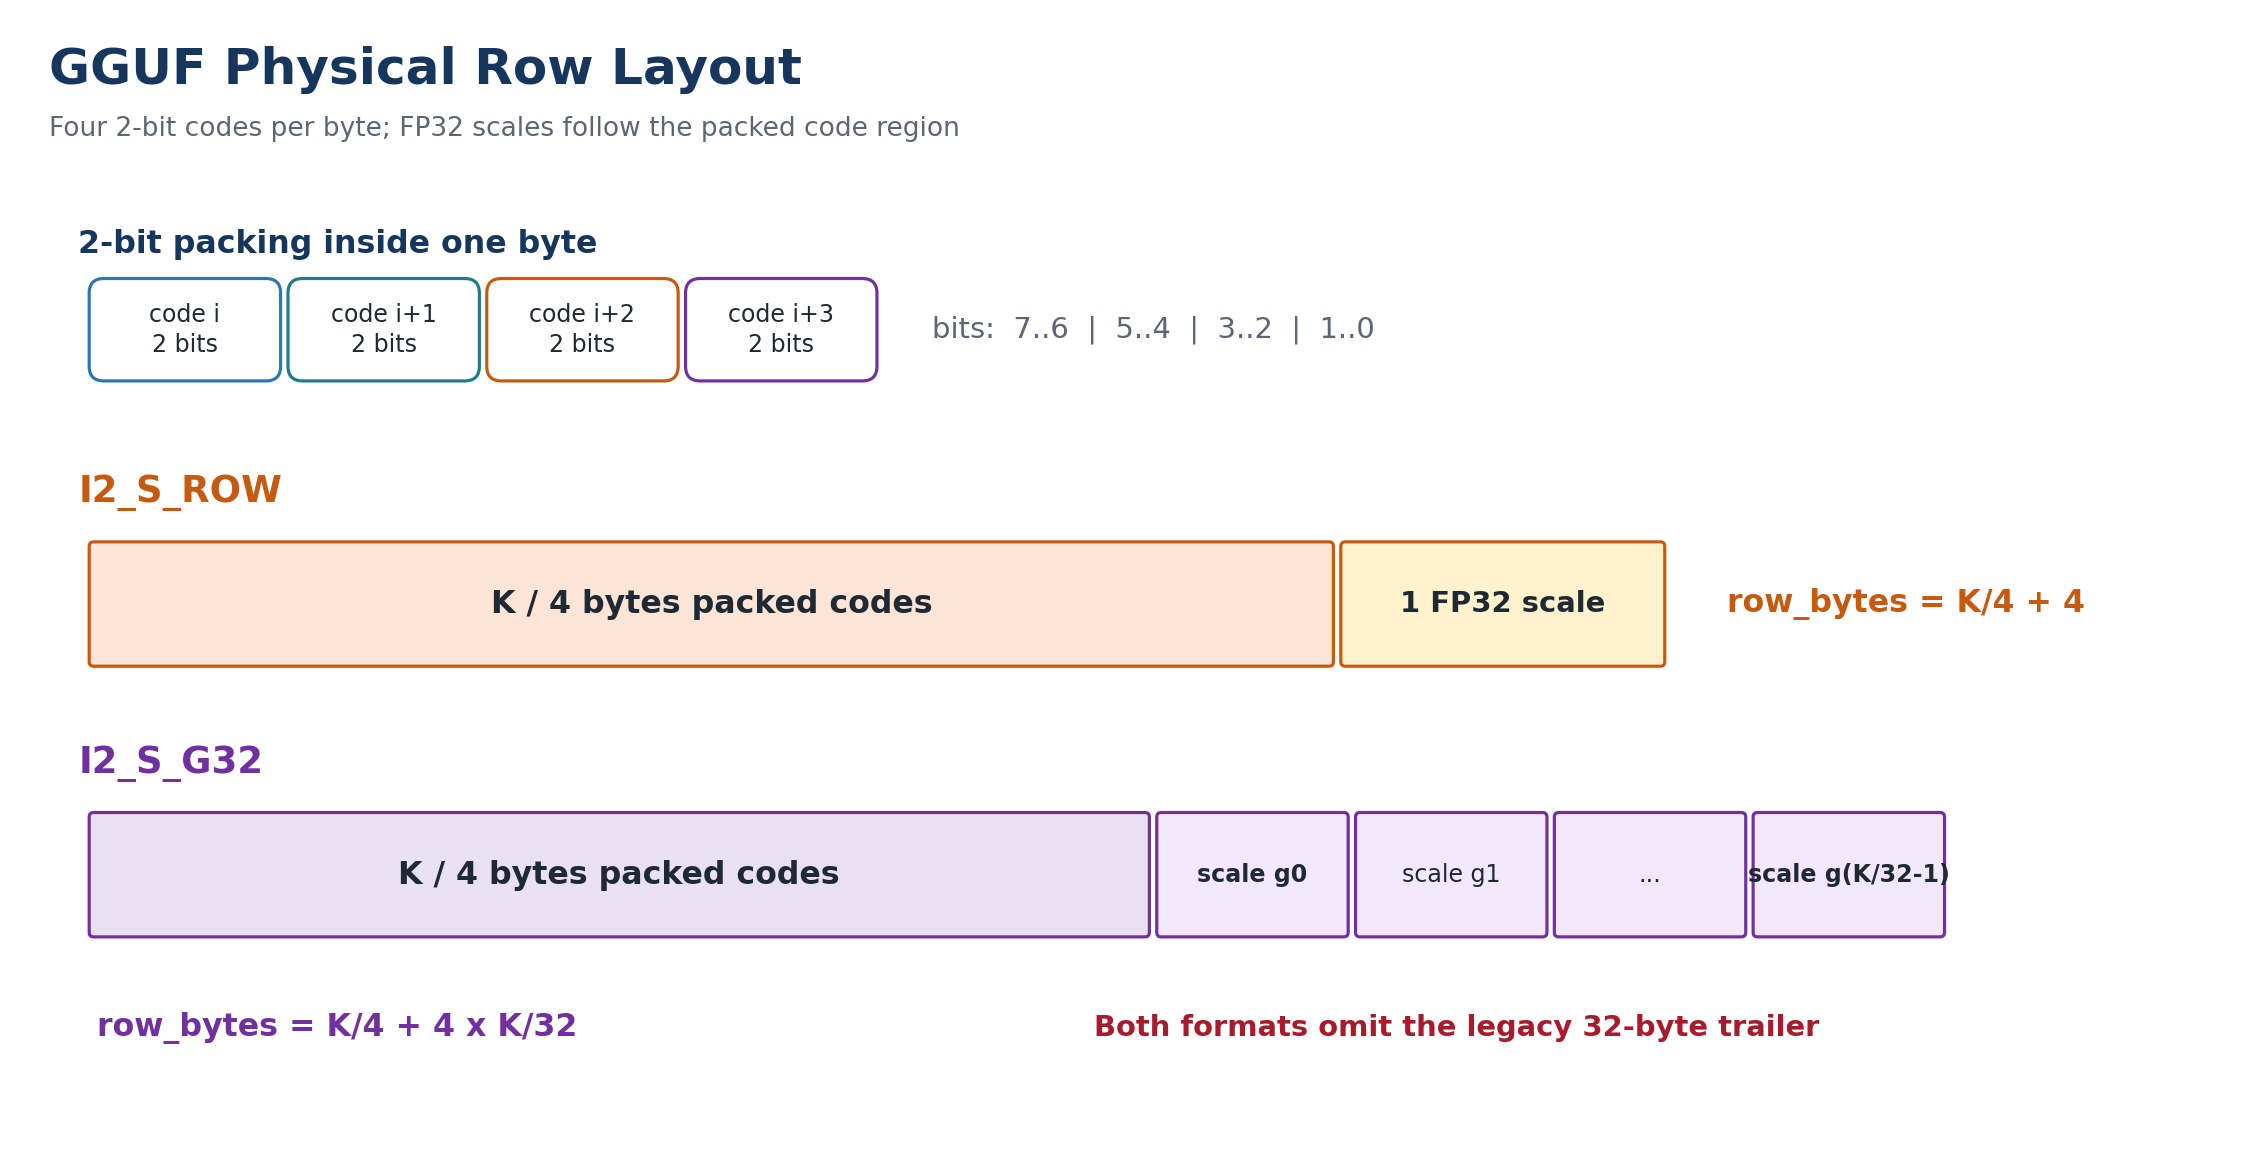 GGUF Physical Row Layout
Four 2-bit codes per byte; FP32 scales follow the packed code region
2-bit packing inside one byte
code i
2 bits
code i+1
2 bits
code i+2
2 bits
code i+3
2 bits
bits:  7..6  |  5..4  |  3..2  |  1..0
I2_S_ROW
K / 4 bytes packed codes
1 FP32 scale
row_bytes = K/4 + 4
I2_S_G32
K / 4 bytes packed codes
scale g0
scale g1
...
scale g(K/32-1)
row_bytes = K/4 + 4 x K/32
Both formats omit the legacy 32-byte trailer